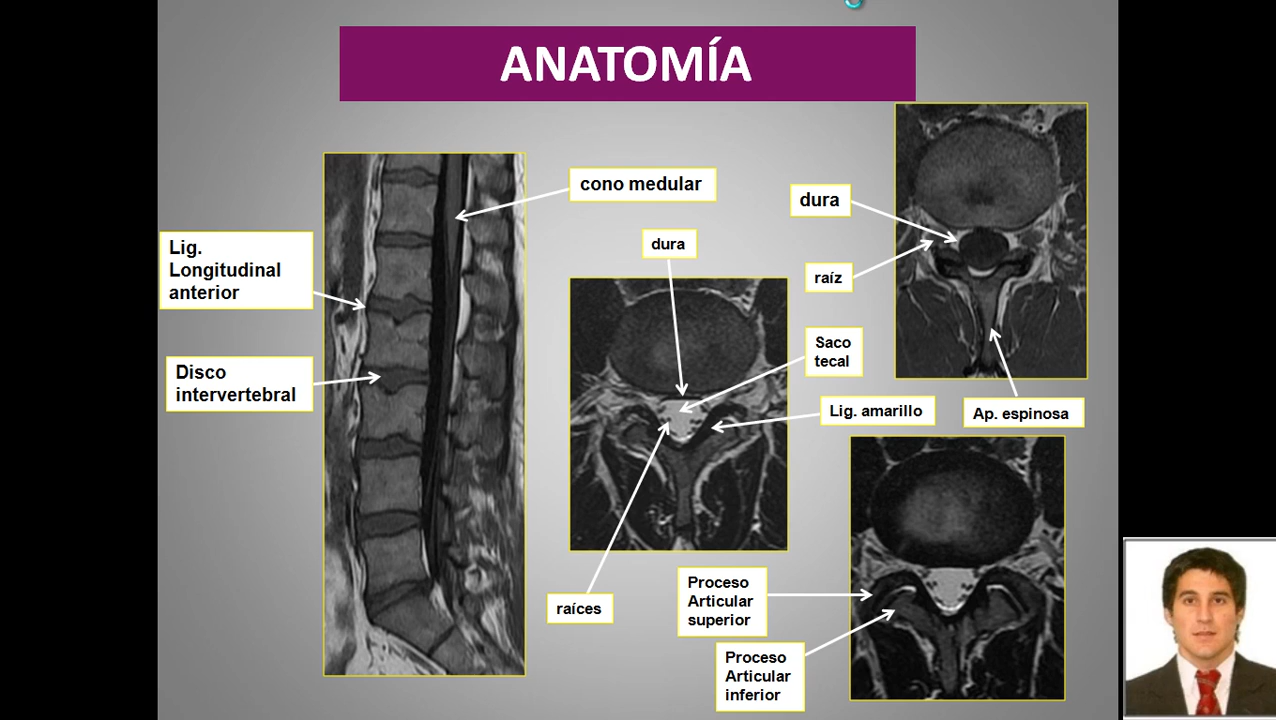 ANATOMÍA
cono medular
dura
dura
Lig.
Longitudinal
anterior
raíz
Saco
tecal
Disco
intervertebral
Lig. amarillo
Ap. espinosa
raíces
Proceso
Articular
superior
Proceso
Articular
inferior